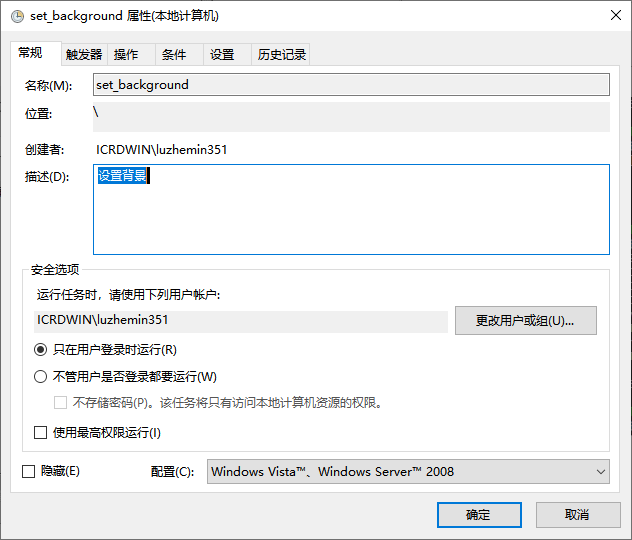 set_background 属性(本地计算机)
常规 触发器 操作 条件 设置 历史记录
名称(M): set_background
位置: \
创建者: ICRDWIN\luzhemin351
描述(D): 设置背景
安全选项
运行任务时，请使用下列用户帐户:
ICRDWIN\luzhemin351 更改用户或组(U)...
只在用户登录时运行(R)
不管用户是否登录都要运行(W)
不存储密码(P)。该任务将只有访问本地计算机资源的权限。
使用最高权限运行(I)
隐藏(E) 配置(C): Windows Vista™、Windows Server™ 2008
确定 取消